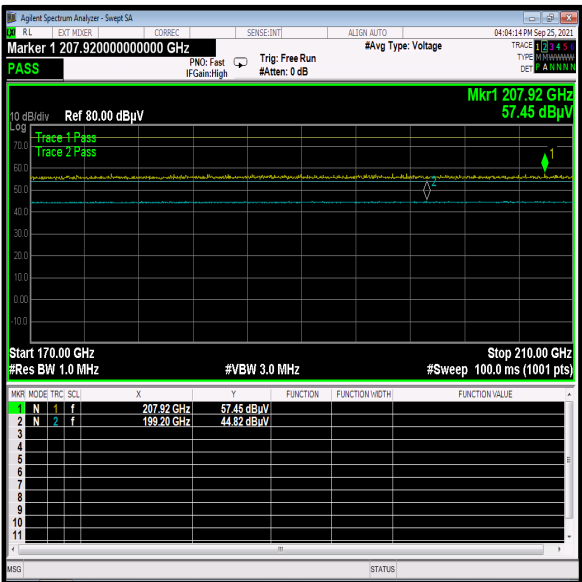 Agilent Spectrum Analyzer - Swept SA
RL EXT MIXER CORREC SENSE:INT ALIGN AUTO 04:04:14 PM Sep 25, 2021
Marker 1 207.920000000000 GHz #Avg Type: Voltage TRACE 1 2 3 4 5 6
PNO: Fast Trig: Free Run TYPE M M W W W W
PASS IFGain:High #Atten: 0 dB DET P A N N N N
Mkr1 207.92 GHz
10 dB/div Ref 80.00 dBµV 57.45 dBµV
Log
Trace 1 Pass
70.0 Trace 2 Pass
1
60.0
2
50.0
40.0
30.0
20.0
10.0
0.00
-10.0
Start 170.00 GHz Stop 210.00 GHz
#Res BW 1.0 MHz #VBW 3.0 MHz #Sweep 100.0 ms (1001 pts)
MKR MODE TRC SCL X Y FUNCTION FUNCTION WIDTH FUNCTION VALUE
1 N 1 f 207.92 GHz 57.45 dBµV
2 N 2 f 199.20 GHz 44.82 dBµV
3
4
5
6
7
8
9
10
11
MSG STATUS